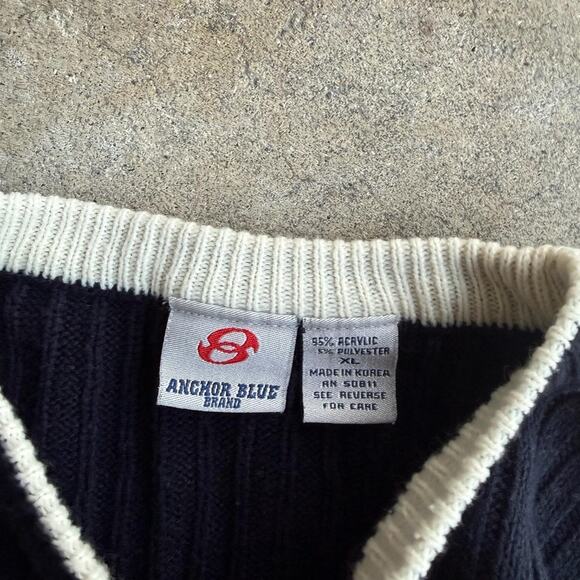 ANCHOR BLUE
BRAND
95% ACRYLIC
5% POLYESTER
XL
MADE IN KOREA
RN 50811
SEE REVERSE
FOR CARE